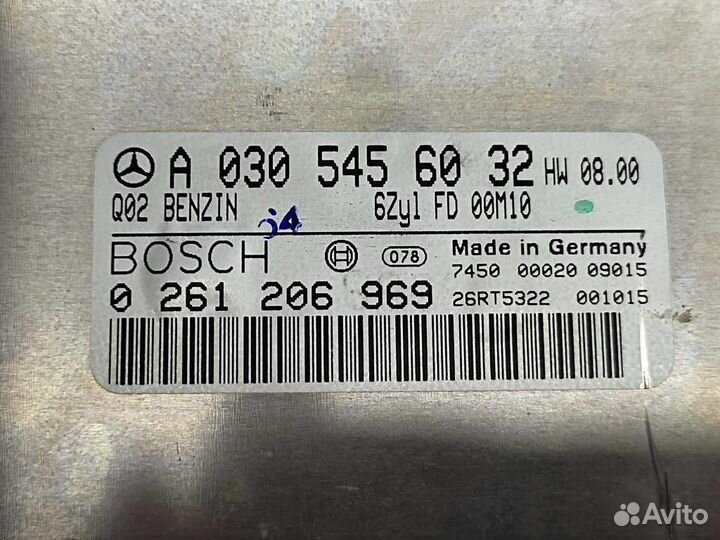 A 030 545 60 32 HW 08.00
Q02 BENZIN 6Zyl FD 00M10
54
BOSCH 078 Made in Germany
7450 00020 09015
0 261 206 969 26RT5322 001015
Avito